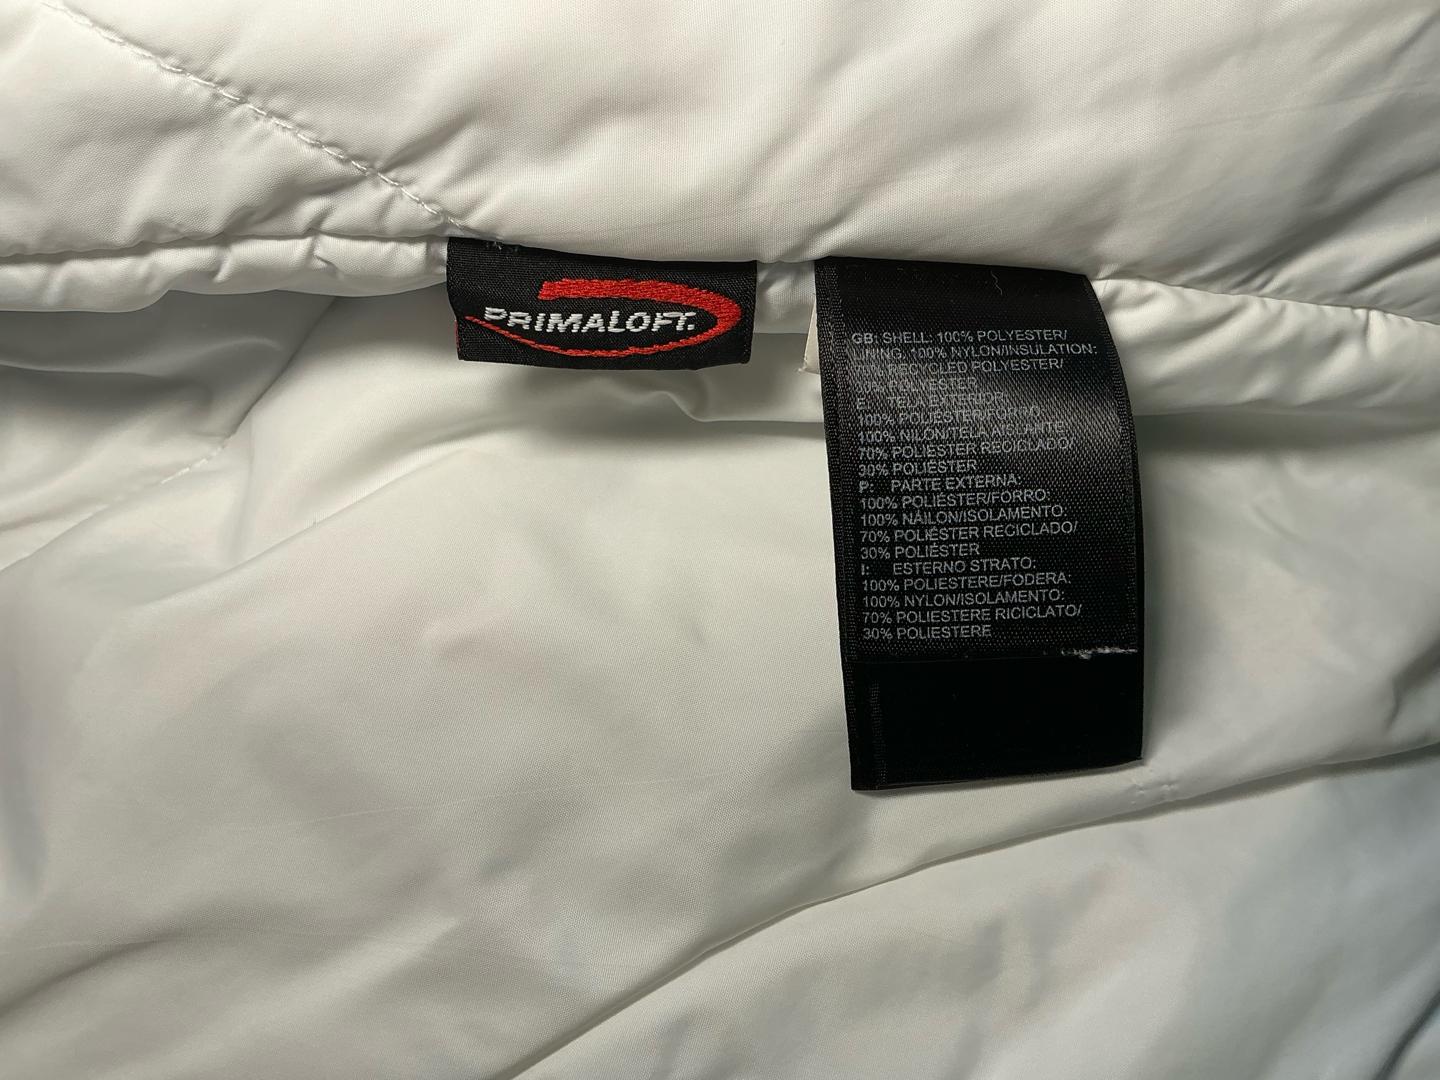 PRIMALOFT.
GB: SHELL: 100% POLYESTER/
LINING: 100% NYLON/INSULATION:
70% RECYCLED POLYESTER/
30% POLYESTER
E: TELA EXTERIOR:
100% POLIÉSTER/FORRO:
100% NILÓN/TELA AISLANTE:
70% POLIÉSTER RECICLADO/
30% POLIÉSTER
P: PARTE EXTERNA:
100% POLIÉSTER/FORRO:
100% NÁILON/ISOLAMENTO:
70% POLIÉSTER RECICLADO/
30% POLIÉSTER
I: ESTERNO STRATO:
100% POLIESTERE/FODERA:
100% NYLON/ISOLAMENTO:
70% POLIESTERE RICICLATO/
30% POLIESTERE